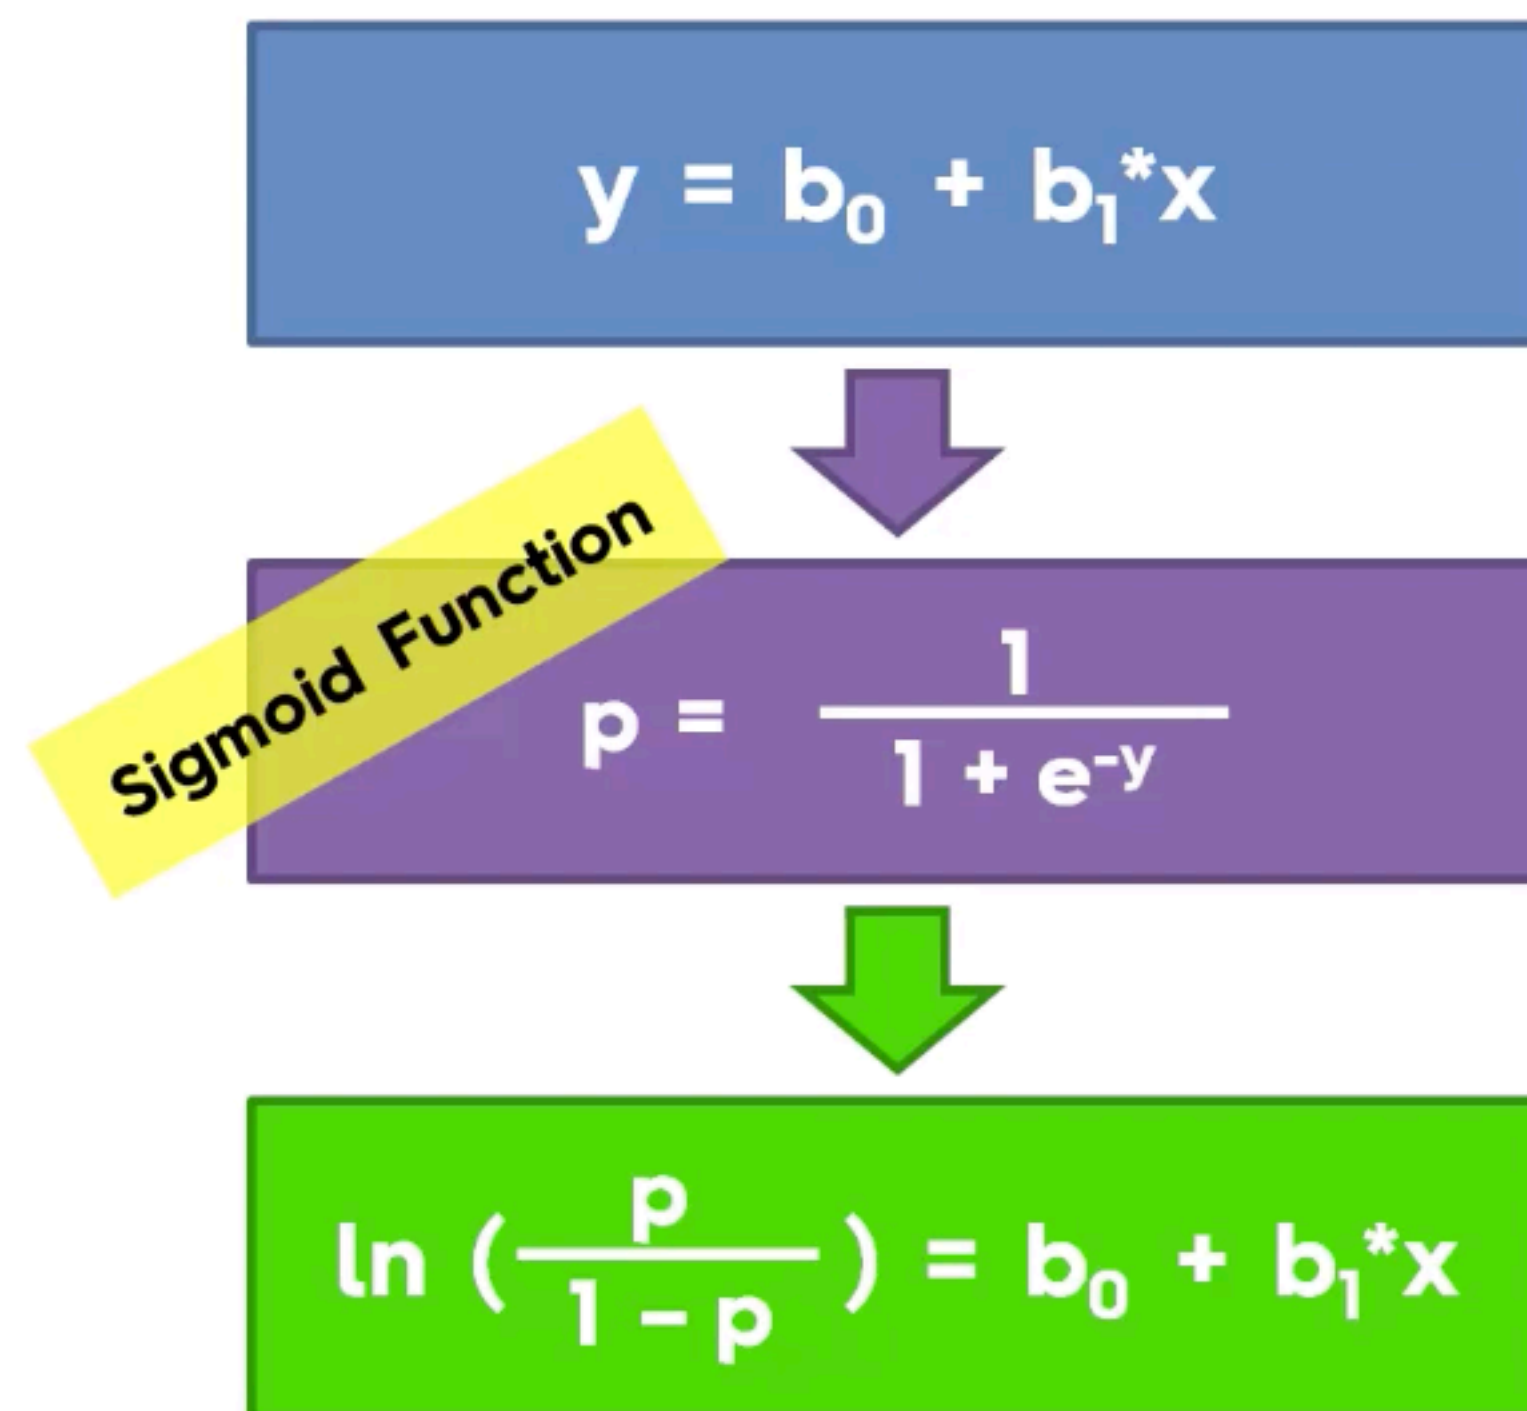 y = b₀ + b₁*x
Sigmoid Function
p = 1 / (1 + e⁻ʸ)
ln ( p / (1 - p) ) = b₀ + b₁*x